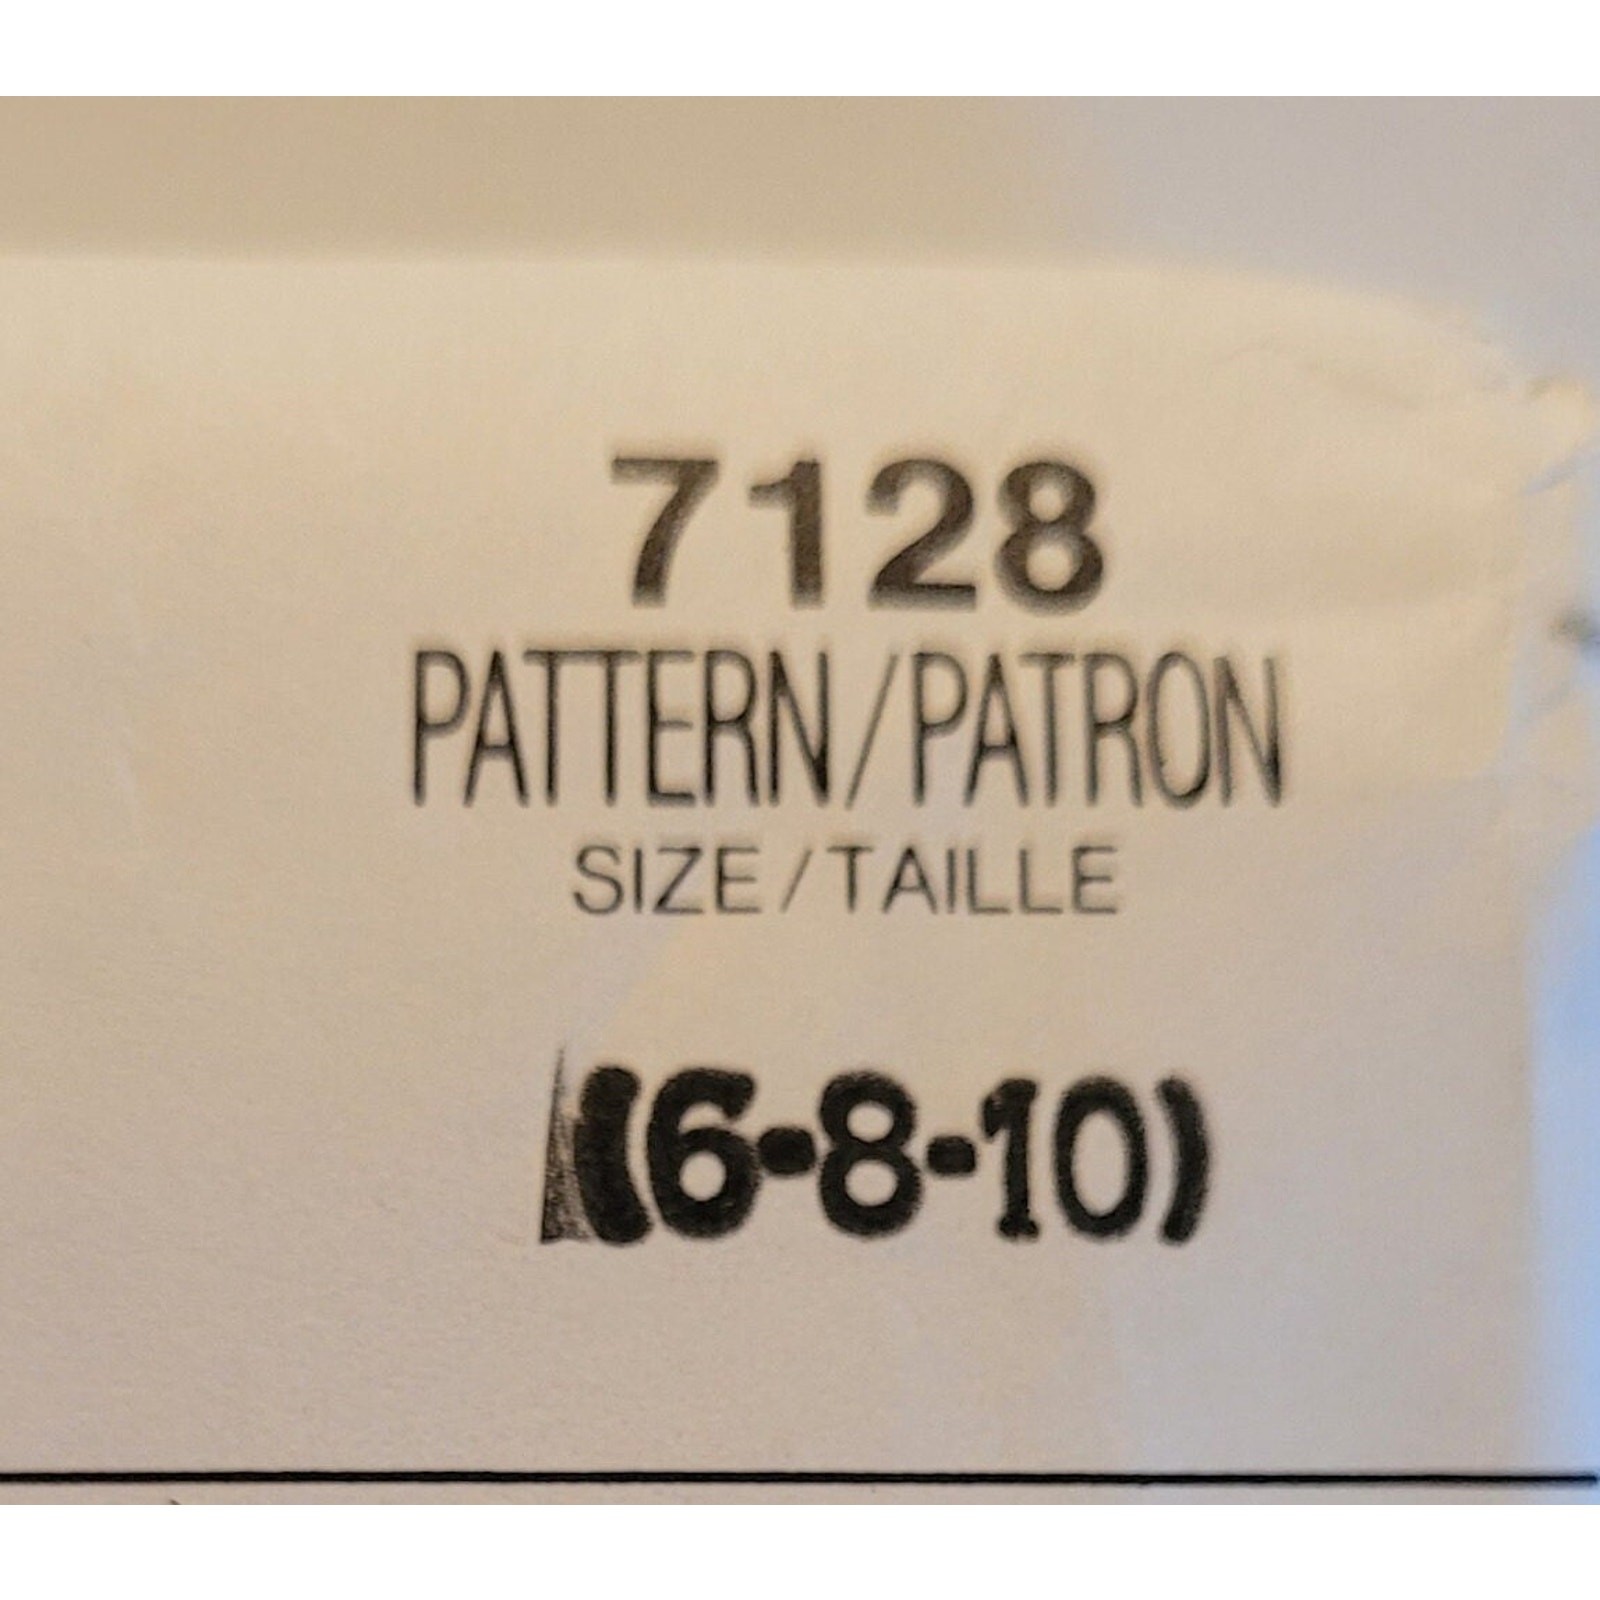 7128
PATTERN/PATRON
SIZE/TAILLE
(6-8-10)